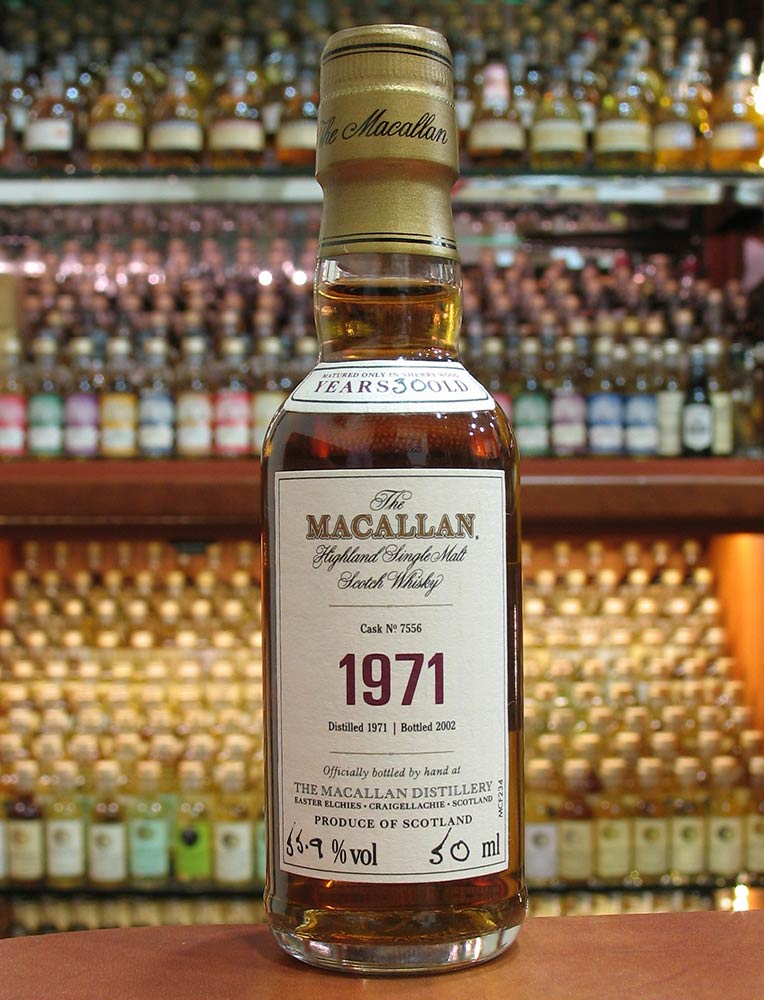 The Macallan
MATURED ONLY IN SHERRY WOOD
YEARS 30 OLD
The
MACALLAN.
Highland Single Malt
Scotch Whisky
Cask Nº 7556
1971
Distilled 1971 | Bottled 2002
Officially bottled by hand at
THE MACALLAN DISTILLERY
EASTER ELCHIES • CRAIGELLACHIE • SCOTLAND
PRODUCE OF SCOTLAND
55.9 %vol 50 ml
MCF234